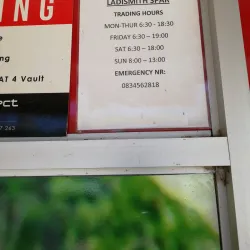 ING
LADISMITH SPAR
TRADING HOURS
MON-THUR 6:30 - 18:30
FRIDAY 6:30 – 19:00
SAT 6:30 – 18:00
SUN 8:00 – 13:00
EMERGENCY NR:
0834562818
AT 4 Vault